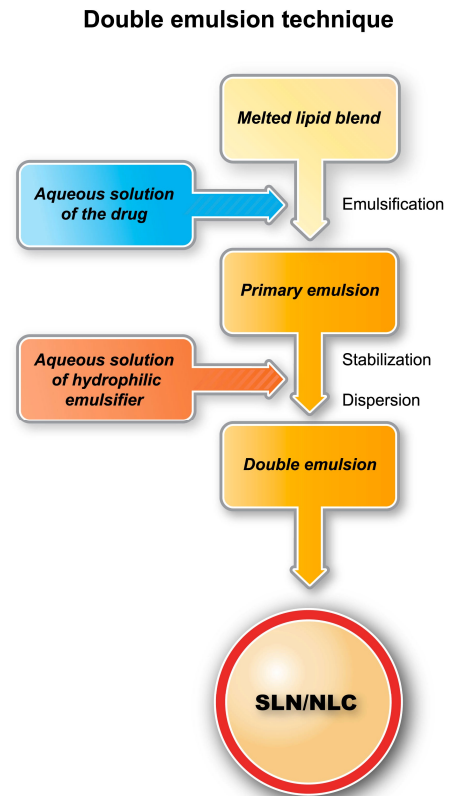 Double emulsion technique
Melted lipid blend
Aqueous solution
of the drug
Emulsification
Primary emulsion
Aqueous solution
of hydrophilic
emulsifier
Stabilization
Dispersion
Double emulsion
SLN/NLC